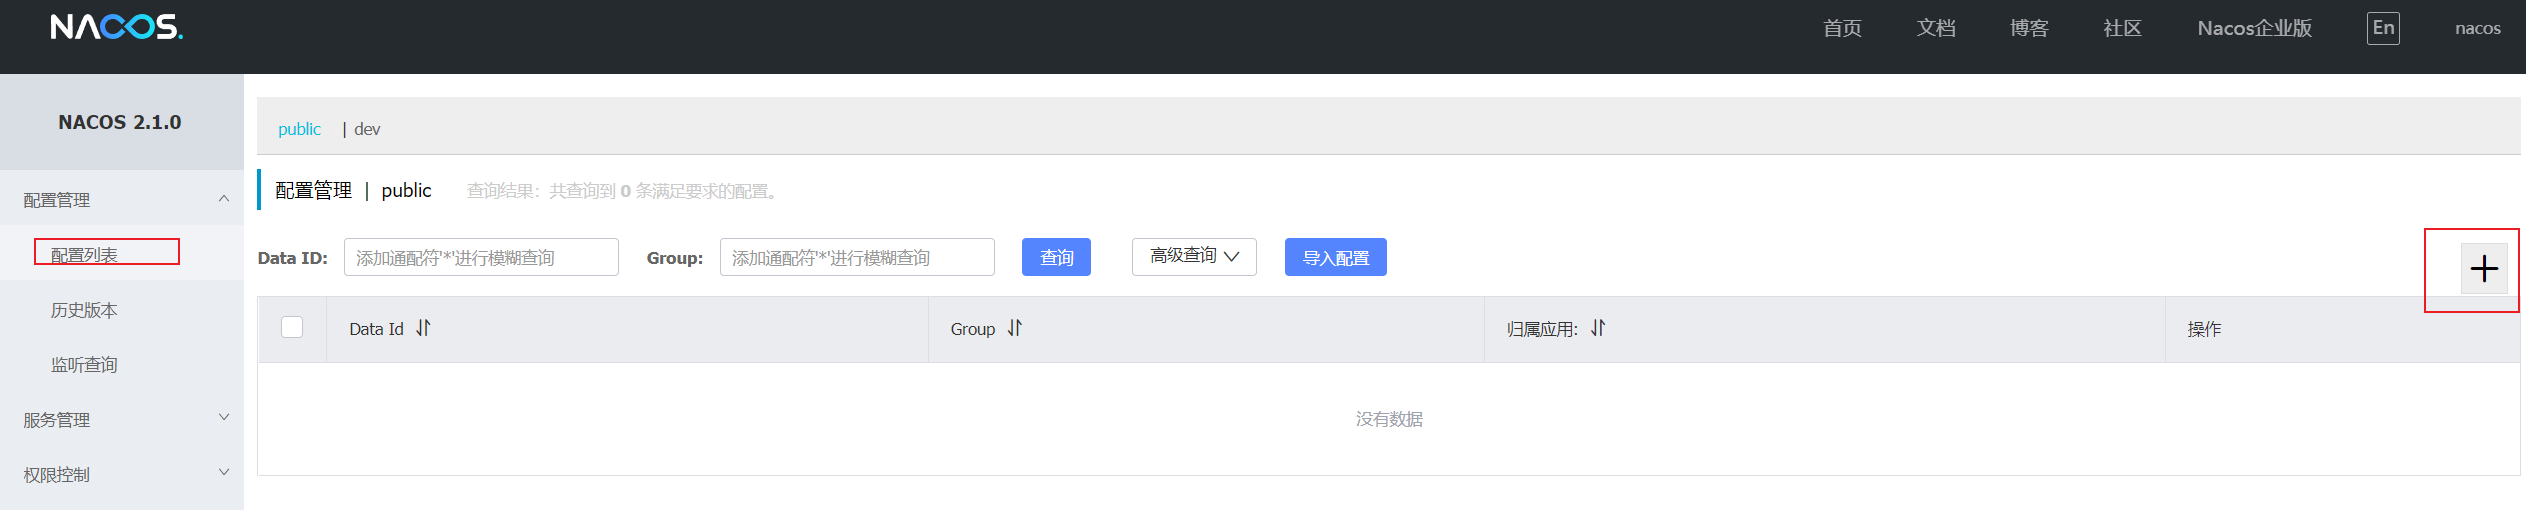 NACOS. 首页 文档 博客 社区 Nacos企业版 En nacos
NACOS 2.1.0
配置管理
配置列表
历史版本
监听查询
服务管理
权限控制
public | dev
配置管理 | public 查询结果：共查询到 0 条满足要求的配置。
Data ID: 添加通配符'*'进行模糊查询 Group: 添加通配符'*'进行模糊查询 查询 高级查询 导入配置
Data Id Group 归属应用: 操作
没有数据